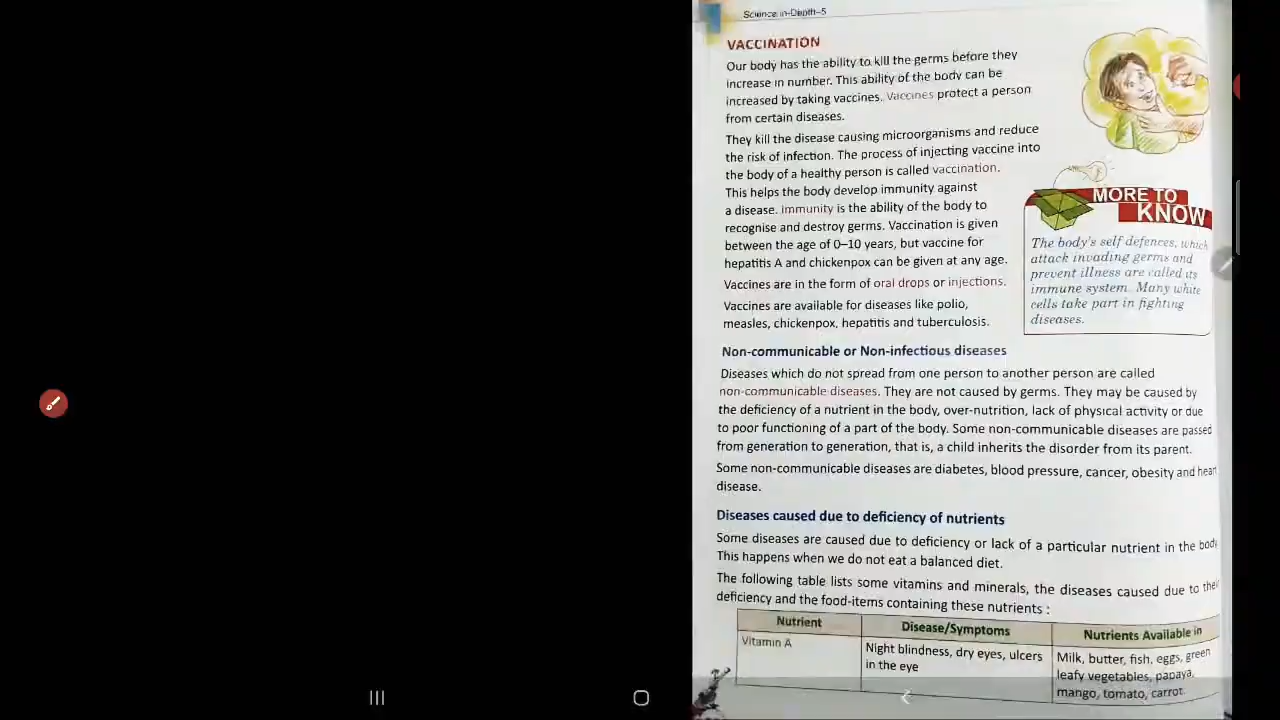 Science in-Depth–5
VACCINATION
Our body has the ability to kill the germs before they
increase in number. This ability of the body can be
increased by taking vaccines. Vaccines protect a person
from certain diseases.
They kill the disease causing microorganisms and reduce
the risk of infection. The process of injecting vaccine into
the body of a healthy person is called vaccination.
This helps the body develop immunity against
a disease. Immunity is the ability of the body to
recognise and destroy germs. Vaccination is given
between the age of 0–10 years, but vaccine for
hepatitis A and chickenpox can be given at any age.
Vaccines are in the form of oral drops or injections.
Vaccines are available for diseases like polio,
measles, chickenpox, hepatitis and tuberculosis.
MORE TO
KNOW
The body's self defences, which
attack invading germs and
prevent illness are called its
immune system. Many white
cells take part in fighting
diseases.
Non-communicable or Non-infectious diseases
Diseases which do not spread from one person to another person are called
non-communicable diseases. They are not caused by germs. They may be caused by
the deficiency of a nutrient in the body, over-nutrition, lack of physical activity or due
to poor functioning of a part of the body. Some non-communicable diseases are passed
from generation to generation, that is, a child inherits the disorder from its parent.
Some non-communicable diseases are diabetes, blood pressure, cancer, obesity and heart
disease.
Diseases caused due to deficiency of nutrients
Some diseases are caused due to deficiency or lack of a particular nutrient in the body
This happens when we do not eat a balanced diet.
The following table lists some vitamins and minerals, the diseases caused due to their
deficiency and the food-items containing these nutrients :
Nutrient Disease/Symptoms Nutrients Available in
Vitamin A Night blindness, dry eyes, ulcers Milk, butter, fish, eggs, green
in the eye leafy vegetables, papaya,
mango, tomato, carrot.